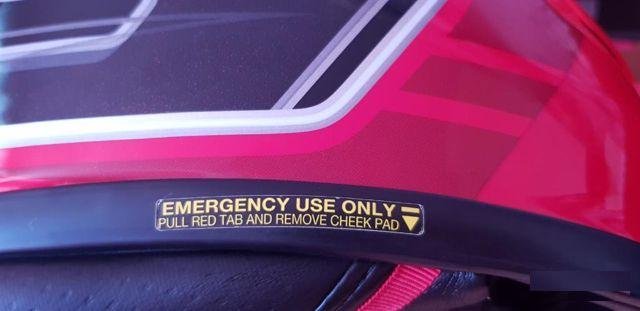 EMERGENCY USE ONLY
PULL RED TAB AND REMOVE CHEEK PAD